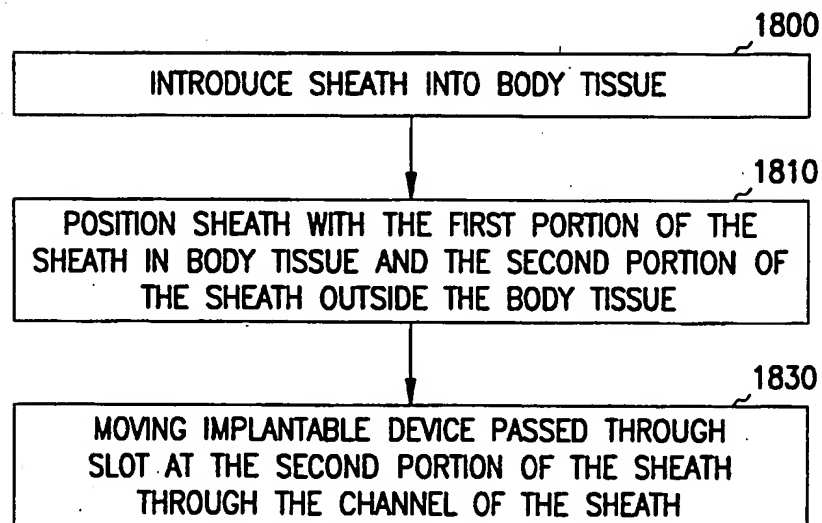 1800
INTRODUCE SHEATH INTO BODY TISSUE
1810
POSITION SHEATH WITH THE FIRST PORTION OF THE
SHEATH IN BODY TISSUE AND THE SECOND PORTION OF
THE SHEATH OUTSIDE THE BODY TISSUE
1830
MOVING IMPLANTABLE DEVICE PASSED THROUGH
SLOT AT THE SECOND PORTION OF THE SHEATH
THROUGH THE CHANNEL OF THE SHEATH